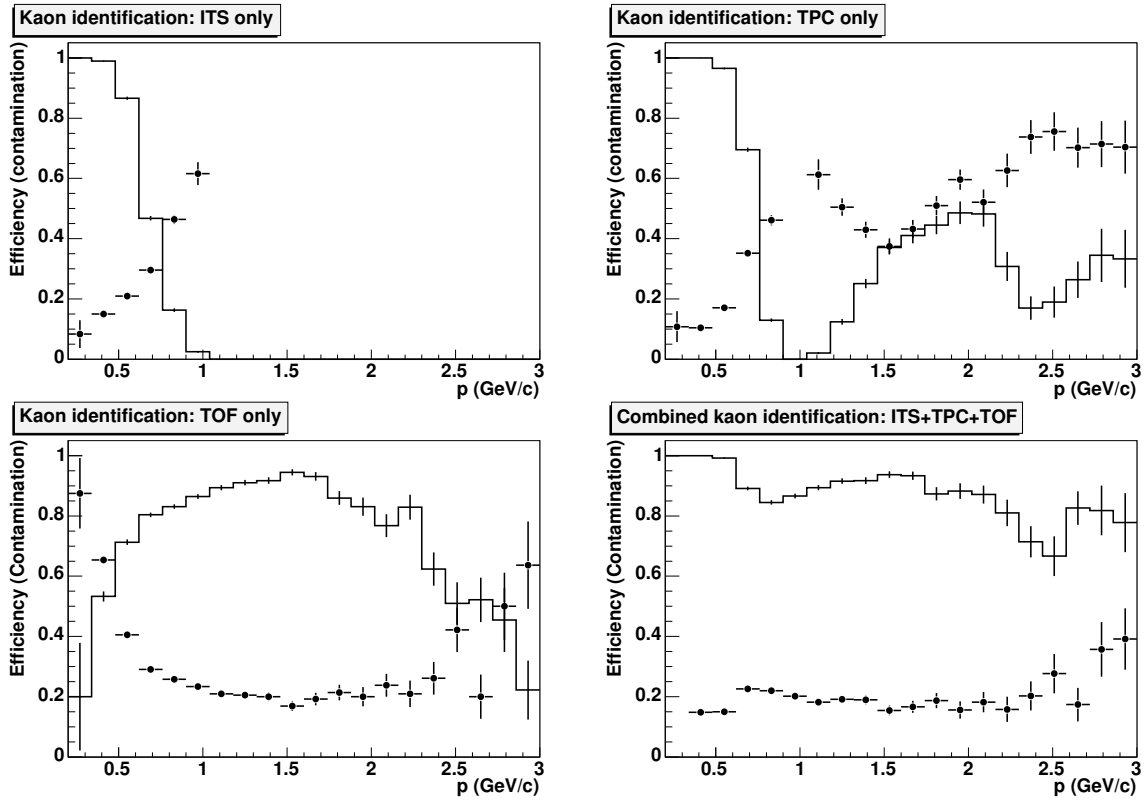 Kaon identification: ITS only
Efficiency (contamination)
1
0.8
0.6
0.4
0.2
0
0.5 1 1.5 2 2.5 3
p (GeV/c)
Kaon identification: TPC only
Efficiency (contamination)
1
0.8
0.6
0.4
0.2
0
0.5 1 1.5 2 2.5 3
p (GeV/c)
Kaon identification: TOF only
Efficiency (Contamination)
1
0.8
0.6
0.4
0.2
0
0.5 1 1.5 2 2.5 3
p (GeV/c)
Combined kaon identification: ITS+TPC+TOF
Efficiency (Contamination)
1
0.8
0.6
0.4
0.2
0
0.5 1 1.5 2 2.5 3
p (GeV/c)